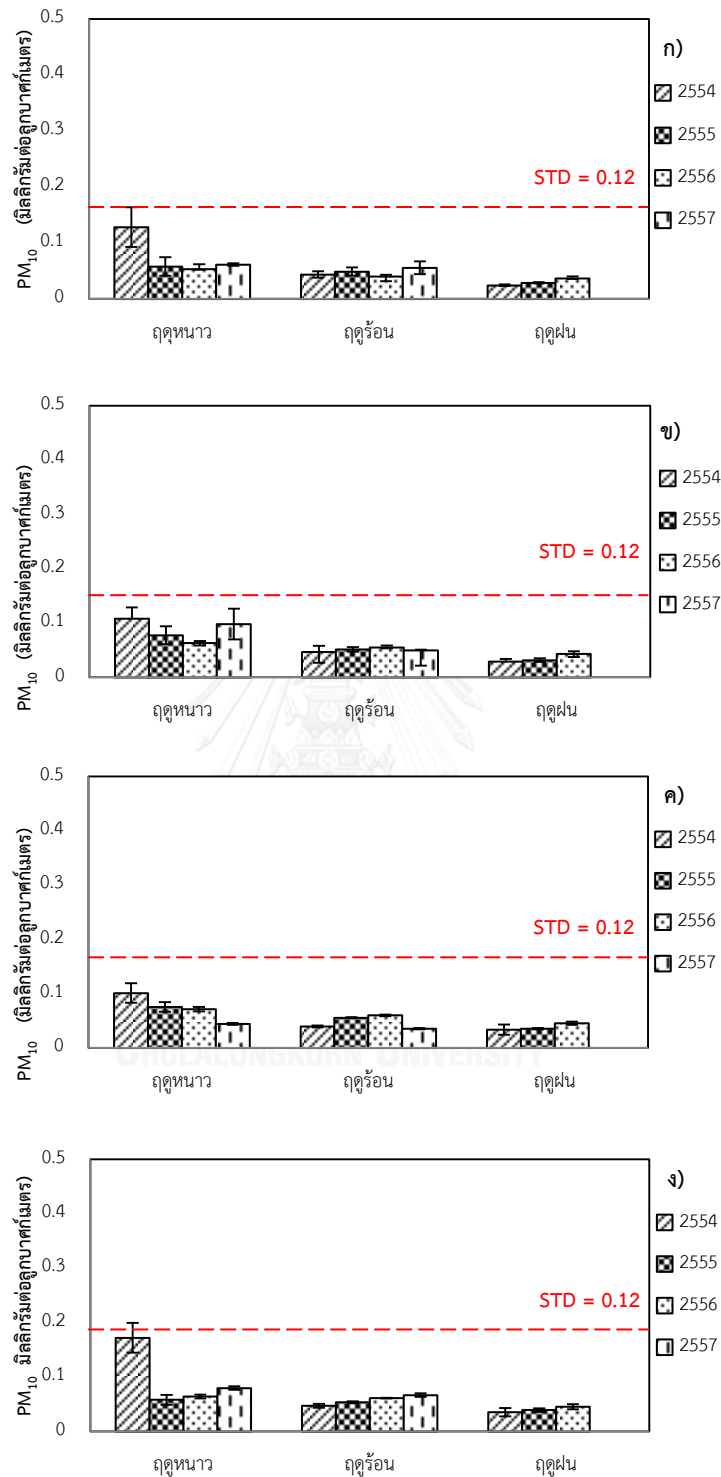 ก)
PM10 (มิลลิกรัมต่อลูกบาศก์เมตร)
0.5
0.4
0.3
0.2
0.1
0
STD = 0.12
2554
2555
2556
2557
ฤดุหนาว ฤดูร้อน ฤดูฝน
ข)
PM10 (มิลลิกรัมต่อลูกบาศก์เมตร)
0.5
0.4
0.3
0.2
0.1
0
STD = 0.12
2554
2555
2556
2557
ฤดูหนาว ฤดูร้อน ฤดูฝน
ค)
PM10 (มิลลิกรัมต่อลูกบาศก์เมตร)
0.5
0.4
0.3
0.2
0.1
0
STD = 0.12
2554
2555
2556
2557
CHULALONGKORN UNIVERSITY
ฤดูหนาว ฤดูร้อน ฤดูฝน
ง)
PM10 มิลลิกรัมต่อลูกบาศก์เมตร)
0.5
0.4
0.3
0.2
0.1
0
STD = 0.12
2554
2555
2556
2557
ฤดูหนาว ฤดูร้อน ฤดูฝน